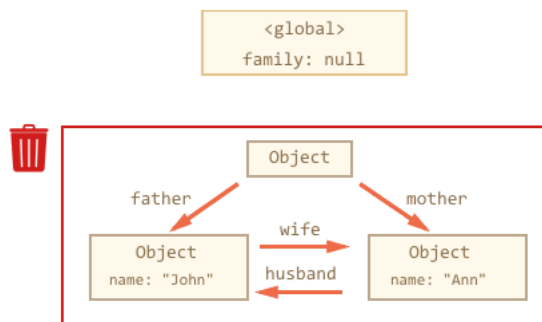 <global>
family: null
Object
father
mother
wife
Object
name: "John"
Object
name: "Ann"
husband